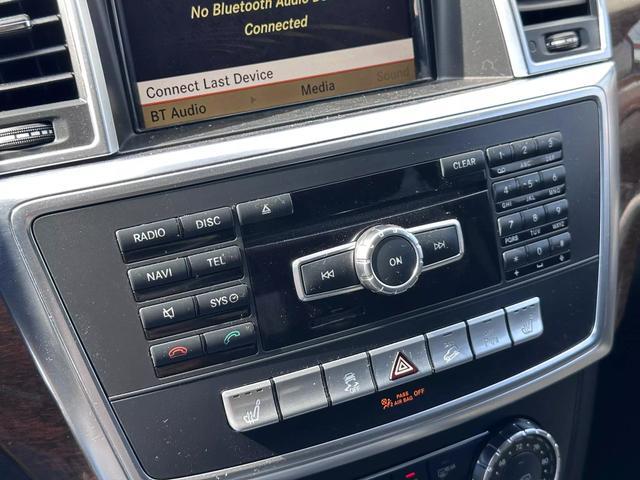 No Bluetooth Audio
Connected
Connect Last Device
BT Audio Media Sound
CLEAR
RADIO DISC
NAVI TEL
SYS
ON
1 2 3
ABC DEF
4 5 6
GHI JKL MNO
7 8 9
PQRS TUV WXYZ
* 0 #
OFF
PASS
AIR BAG OFF